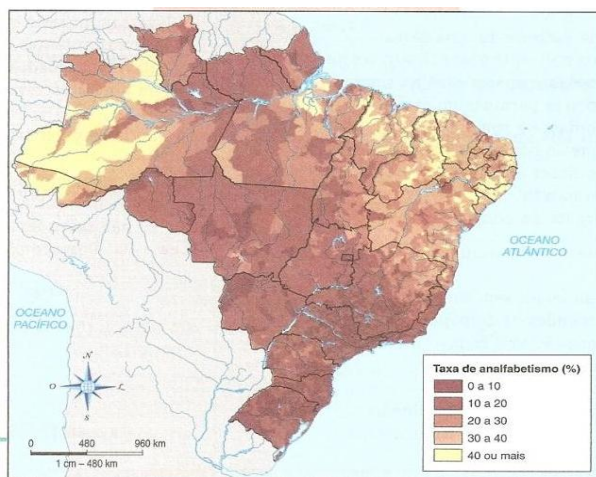 OCEANO
ATLÂNTICO
OCEANO
PACÍFICO
N
O
L
S
0 480 960 km
1 cm – 480 km
Taxa de analfabetismo (%)
0 a 10
10 a 20
20 a 30
30 a 40
40 ou mais